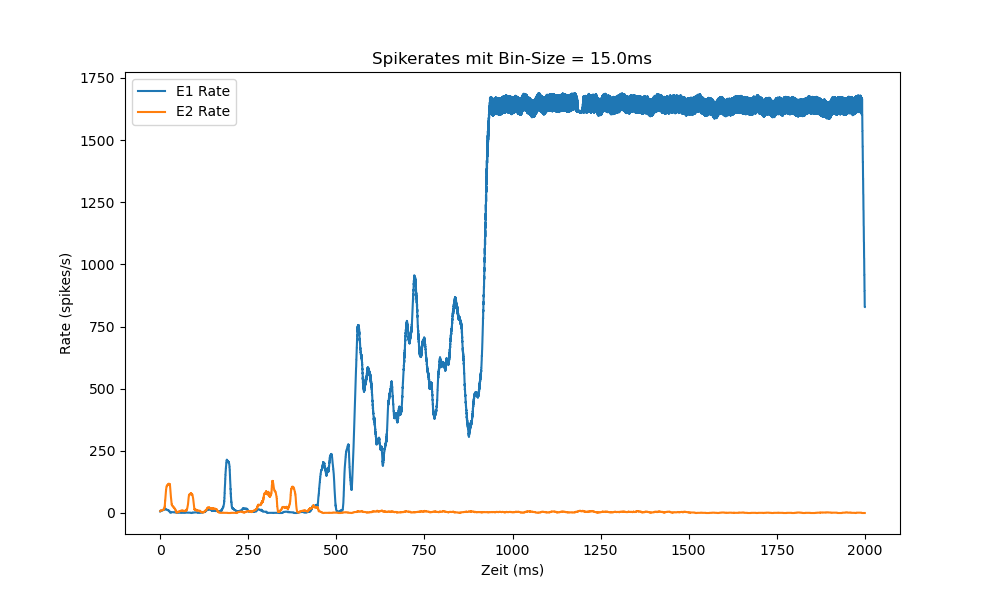 Spikerates mit Bin-Size = 15.0ms
E1 Rate
E2 Rate
1750
1500
1250
1000
750
500
250
0
Rate (spikes/s)
0 250 500 750 1000 1250 1500 1750 2000
Zeit (ms)